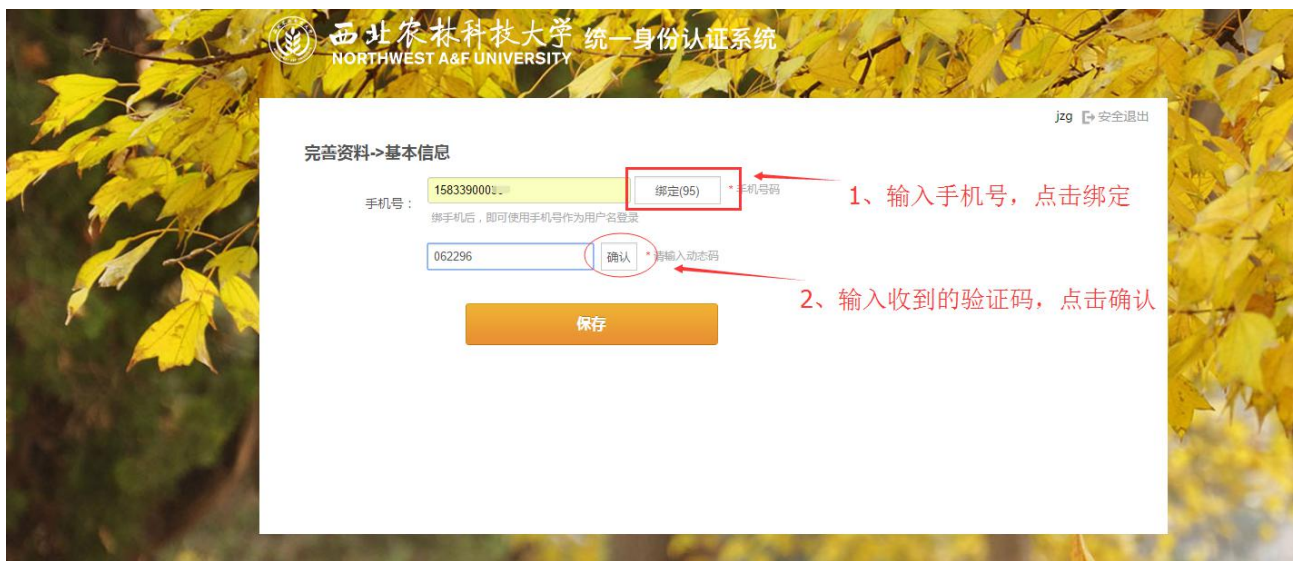 西北农林科技大学 统一身份认证系统
NORTHWEST A&F UNIVERSITY
jzg 安全退出
完善资料->基本信息
手机号： 158339000 绑定(95) * 手机号码
绑手机后，即可使用手机号作为用户名登录
062296 确认 * 请输入动态码
保存
1、输入手机号，点击绑定
2、输入收到的验证码，点击确认